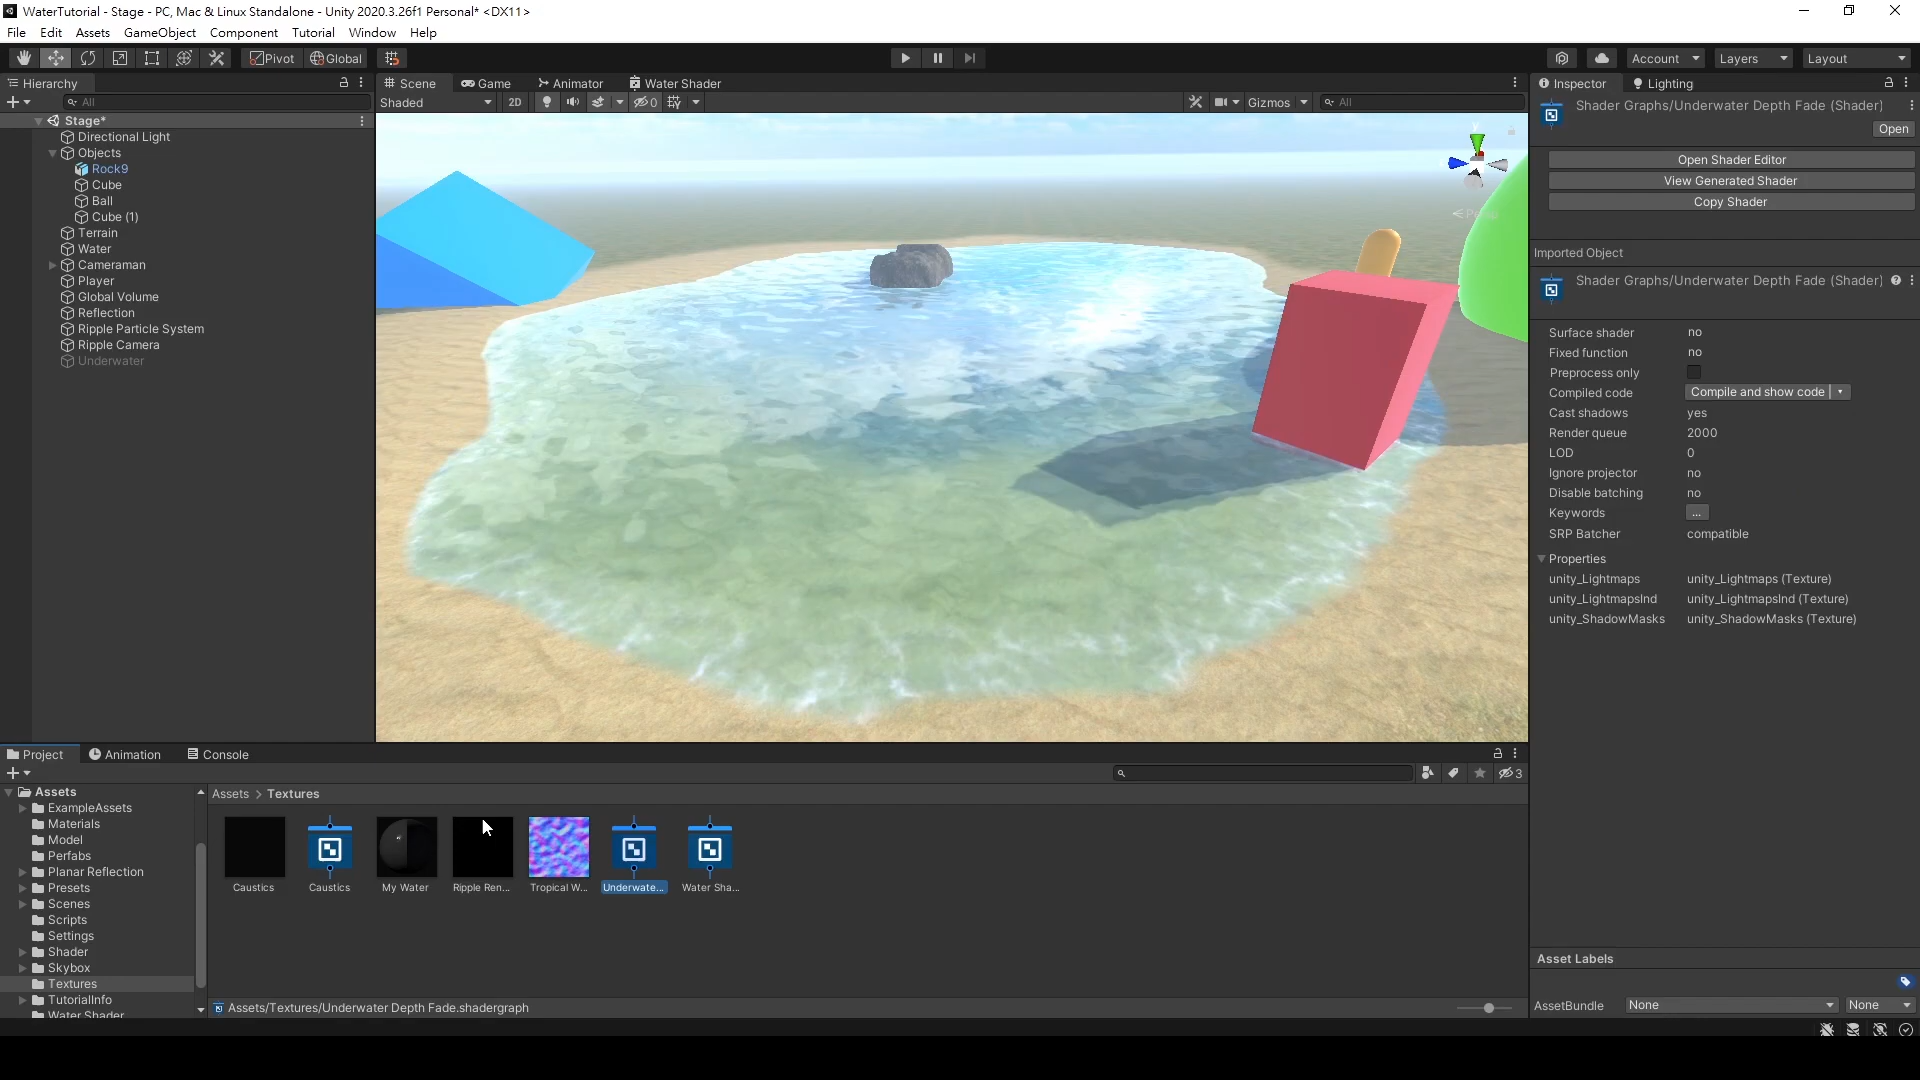 WaterTutorial - Stage - PC, Mac & Linux Standalone - Unity 2020.3.26f1 Personal* <DX11>
File Edit Assets GameObject Component Tutorial Window Help
Pivot Global Account Layers Layout
Hierarchy
All
Stage*
Directional Light
Objects
Rock9
Cube
Ball
Cube (1)
Terrain
Water
Cameraman
Player
Global Volume
Reflection
Ripple Particle System
Ripple Camera
Underwater
Scene Game Animator Water Shader
Shaded 2D 0 Gizmos All
Inspector Lighting
Shader Graphs/Underwater Depth Fade (Shader)
Open
Open Shader Editor
View Generated Shader
Copy Shader
Imported Object
Shader Graphs/Underwater Depth Fade (Shader)
Surface shader no
Fixed function no
Preprocess only
Compiled code Compile and show code
Cast shadows yes
Render queue 2000
LOD 0
Ignore projector no
Disable batching no
Keywords ...
SRP Batcher compatible
Properties
unity_Lightmaps unity_Lightmaps (Texture)
unity_LightmapsInd unity_LightmapsInd (Texture)
unity_ShadowMasks unity_ShadowMasks (Texture)
Project Animation Console
3
Assets
ExampleAssets
Materials
Model
Perfabs
Planar Reflection
Presets
Scenes
Scripts
Settings
Shader
Skybox
Textures
TutorialInfo
Water Shader
Assets > Textures
Caustics Caustics My Water Ripple Ren... Tropical W... Underwate... Water Sha...
Assets/Textures/Underwater Depth Fade.shadergraph
Asset Labels
AssetBundle None None